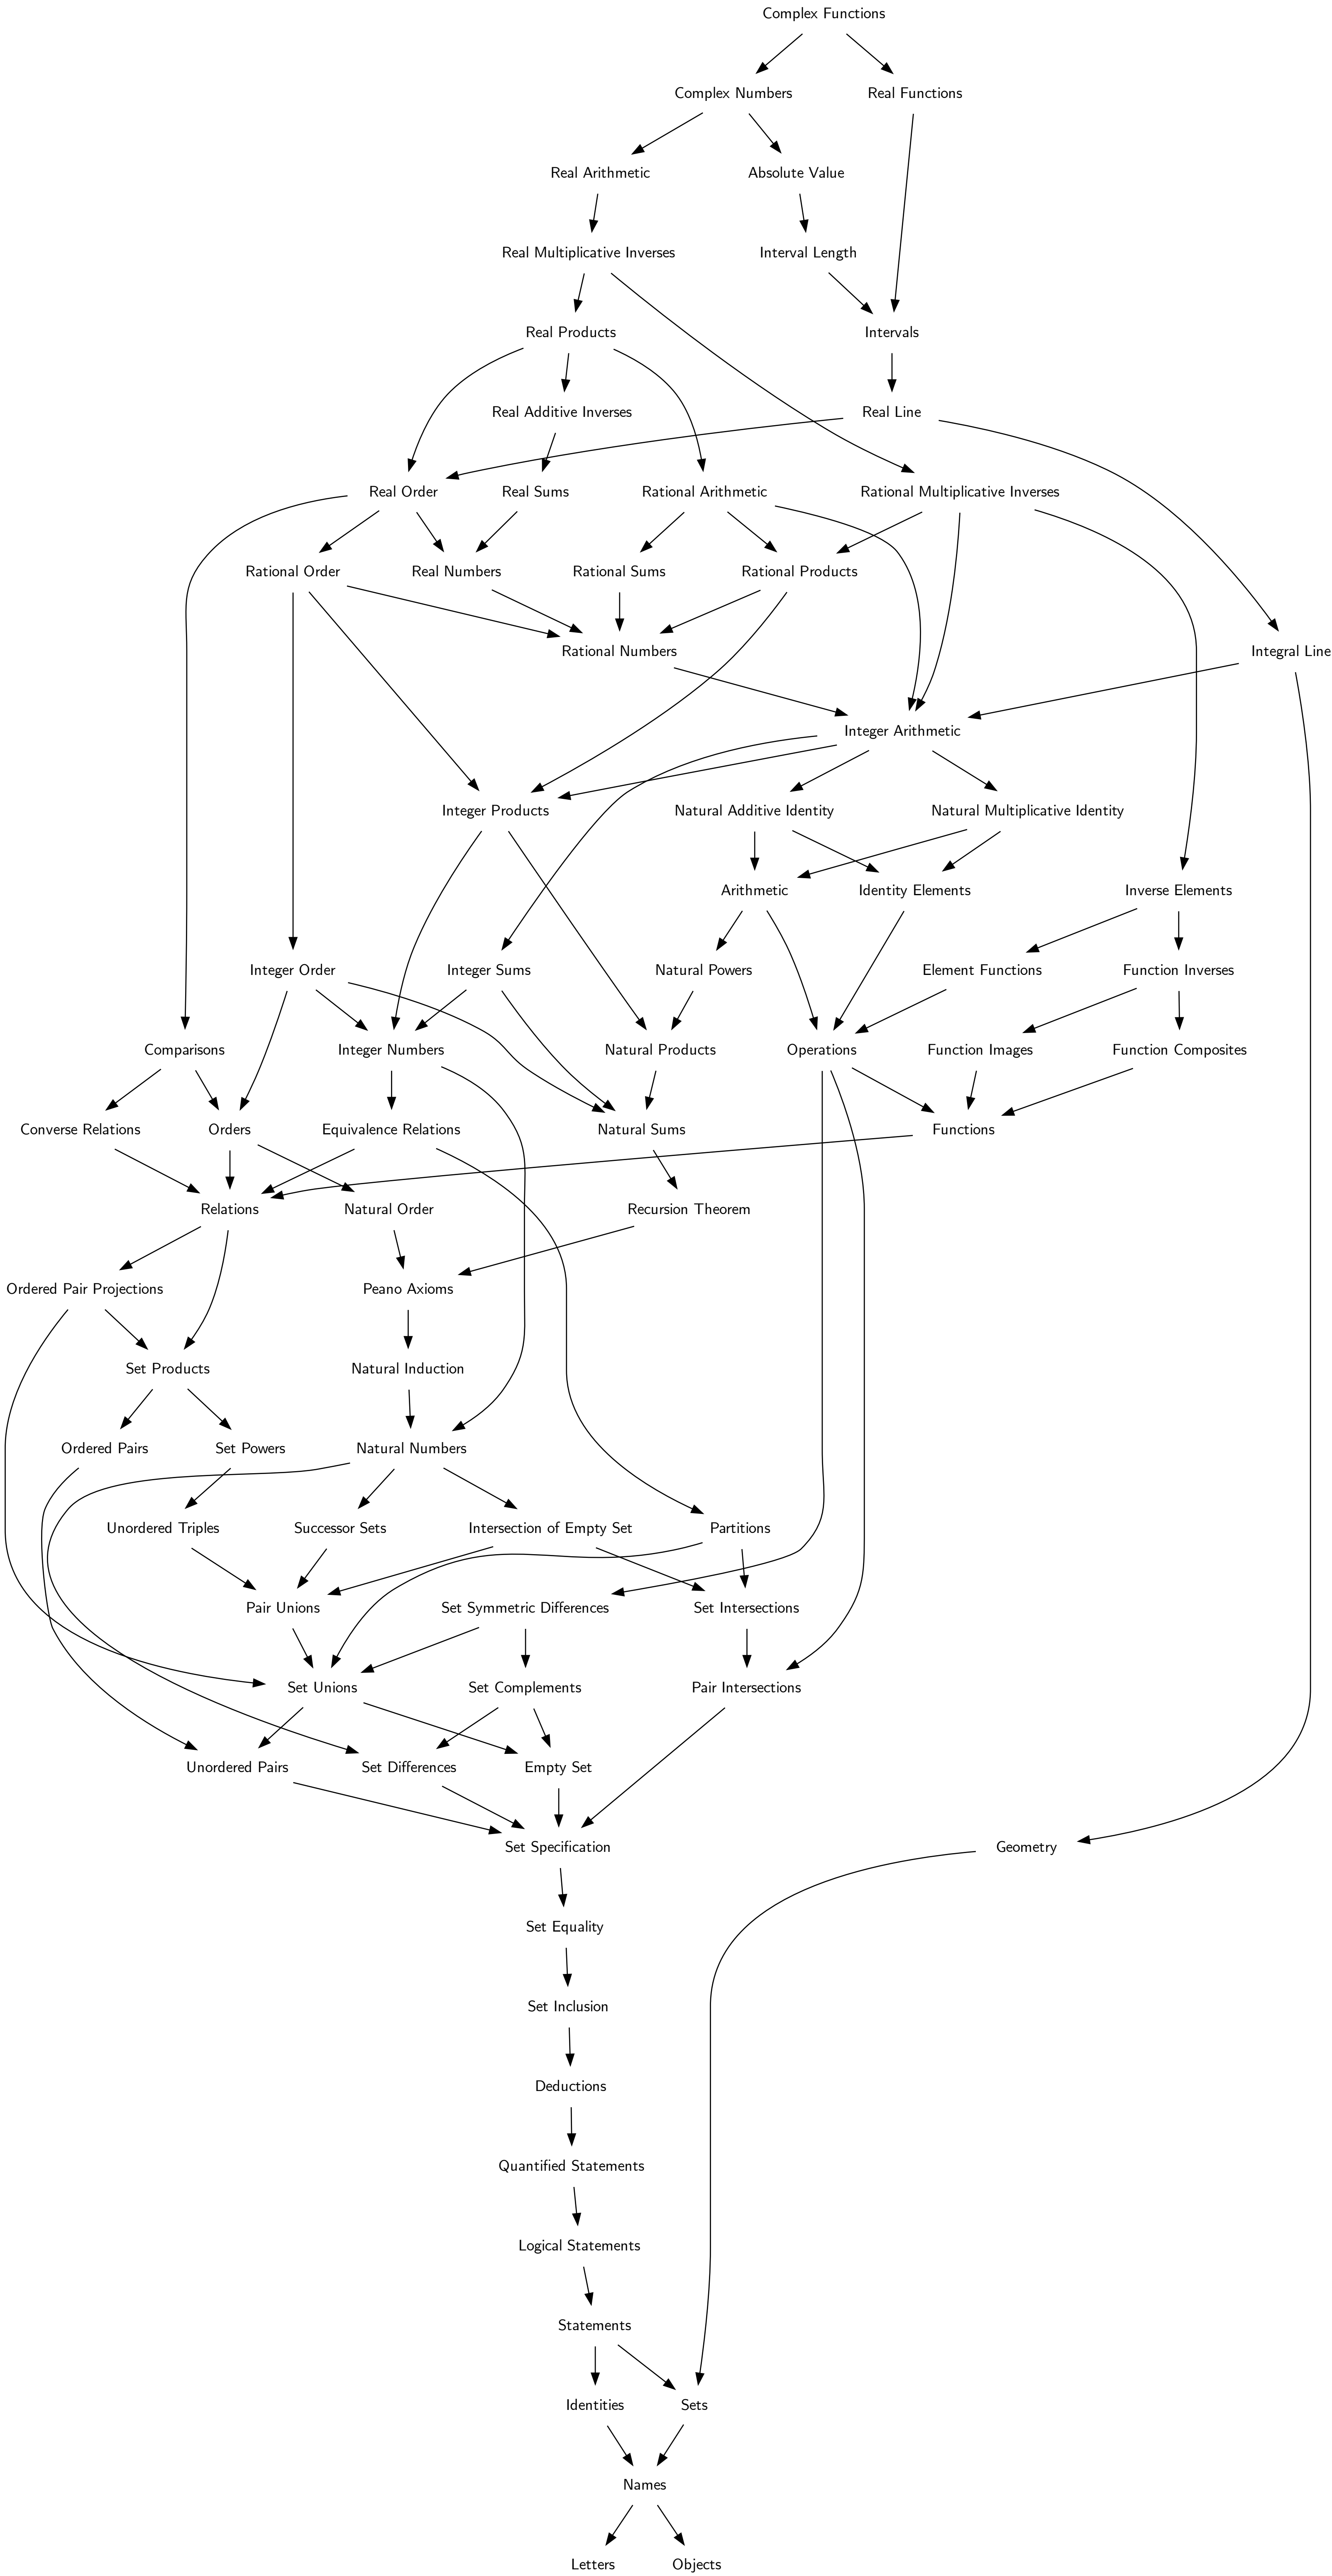 Complex Functions
Complex Numbers
Real Functions
Real Arithmetic
Absolute Value
Real Multiplicative Inverses
Interval Length
Real Products
Intervals
Real Additive Inverses
Real Line
Real Order
Real Sums
Rational Arithmetic
Rational Multiplicative Inverses
Rational Order
Real Numbers
Rational Sums
Rational Products
Rational Numbers
Integral Line
Integer Arithmetic
Integer Products
Natural Additive Identity
Natural Multiplicative Identity
Arithmetic
Identity Elements
Inverse Elements
Integer Order
Integer Sums
Natural Powers
Element Functions
Function Inverses
Comparisons
Integer Numbers
Natural Products
Operations
Function Images
Function Composites
Converse Relations
Orders
Equivalence Relations
Natural Sums
Functions
Relations
Natural Order
Recursion Theorem
Ordered Pair Projections
Peano Axioms
Set Products
Natural Induction
Ordered Pairs
Set Powers
Natural Numbers
Unordered Triples
Successor Sets
Intersection of Empty Set
Partitions
Pair Unions
Set Symmetric Differences
Set Intersections
Set Unions
Set Complements
Pair Intersections
Unordered Pairs
Set Differences
Empty Set
Set Specification
Geometry
Set Equality
Set Inclusion
Deductions
Quantified Statements
Logical Statements
Statements
Identities
Sets
Names
Letters
Objects